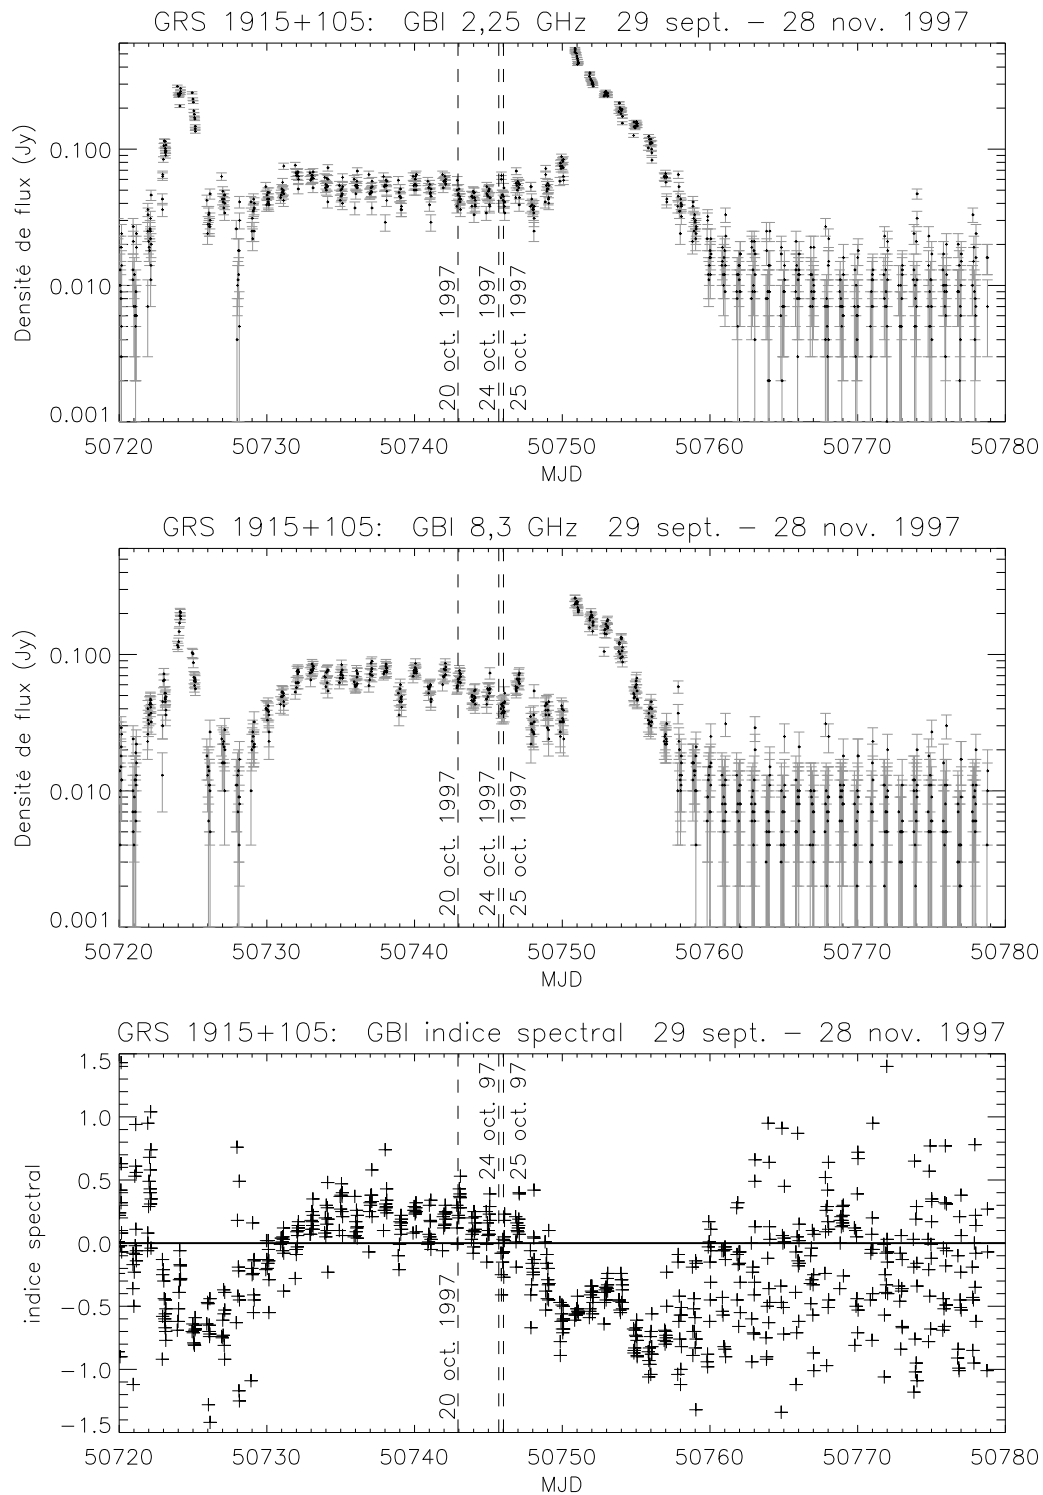 GRS 1915+105: GBI 2,25 GHz 29 sept. − 28 nov. 1997
Densité de flux (Jy)
0.100
0.010
0.001
20 oct. 1997
24 oct. 1997
25 oct. 1997
50720 50730 50740 50750 50760 50770 50780
MJD
GRS 1915+105: GBI 8,3 GHz 29 sept. − 28 nov. 1997
Densité de flux (Jy)
0.100
0.010
0.001
20 oct. 1997
24 oct. 1997
25 oct. 1997
50720 50730 50740 50750 50760 50770 50780
MJD
GRS 1915+105: GBI indice spectral 29 sept. − 28 nov. 1997
indice spectral
1.5
1.0
0.5
0.0
−0.5
−1.0
−1.5
20 oct. 1997
24 oct. 97
25 oct. 97
50720 50730 50740 50750 50760 50770 50780
MJD